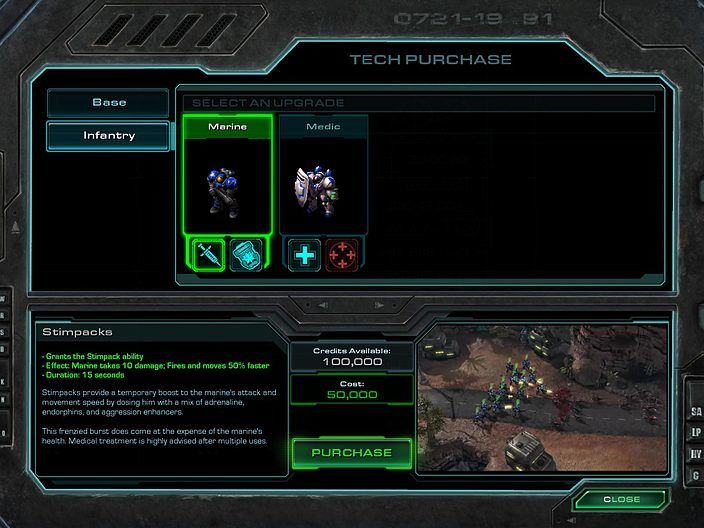 0721-19 . B1
TECH PURCHASE
Base
Infantry
SELECT AN UPGRADE
Marine
Medic
Stimpacks
- Grants the Stimpack ability
- Effect: Marine takes 10 damage; Fires and moves 50% faster
- Duration: 15 seconds
Stimpacks provide a temporary boost to the marine's attack and
movement speed by dosing him with a mix of adrenaline,
endorphins, and aggression enhancers.
This frenzied burst does come at the expense of the marine's
health. Medical treatment is highly advised after multiple uses.
Credits Available:
100,000
Cost:
50,000
PURCHASE
SA
LP
HY
G
CLOSE